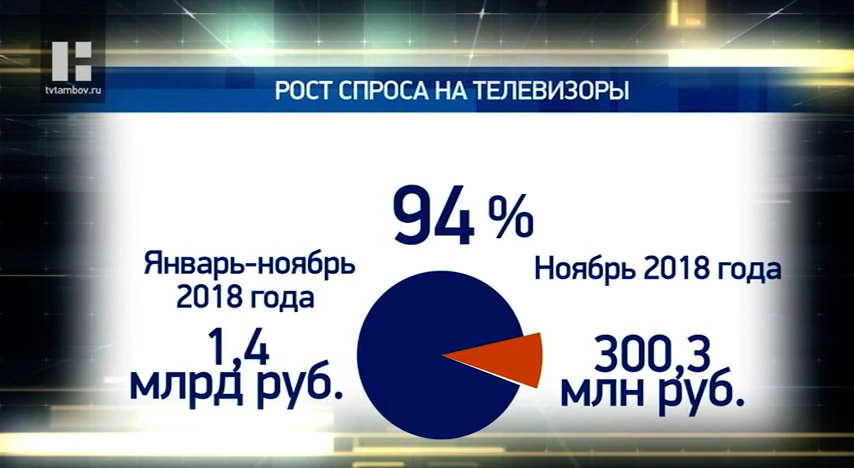 tvtambov.ru
РОСТ СПРОСА НА ТЕЛЕВИЗОРЫ
94 %
Январь-ноябрь
2018 года
1,4
млрд руб.
Ноябрь 2018 года
300,3
млн руб.